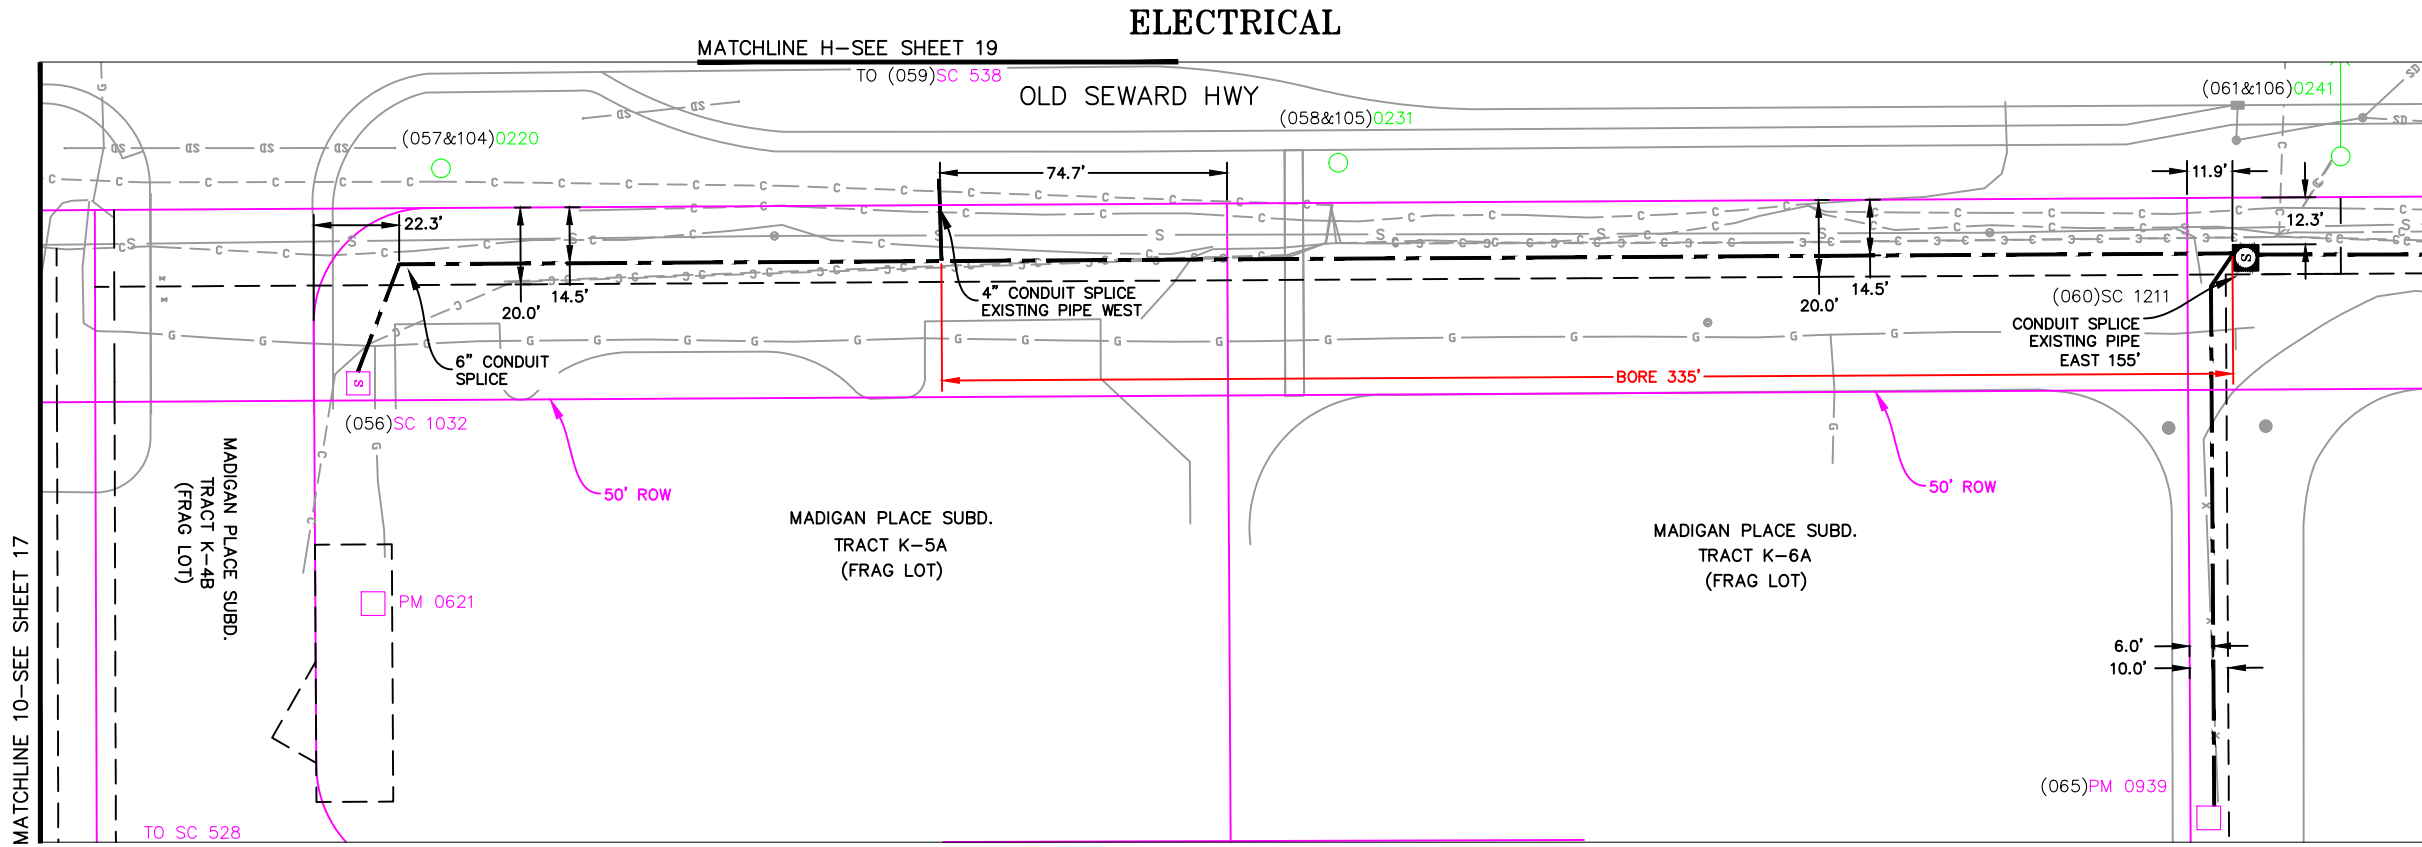 ELECTRICAL
MATCHLINE H-SEE SHEET 19
TO (059)SC 538
OLD SEWARD HWY
(061&106)0241
(058&105)0231
(057&104)0220
74.7'
11.9'
22.3'
12.3'
14.5'
20.0'
4" CONDUIT SPLICE
EXISTING PIPE WEST
14.5'
20.0'
(060)SC 1211
CONDUIT SPLICE
EXISTING PIPE
EAST 155'
6" CONDUIT
SPLICE
BORE 335'
(056)SC 1032
50' ROW
50' ROW
MADIGAN PLACE SUBD.
TRACT K-4B
(FRAG LOT)
MADIGAN PLACE SUBD.
TRACT K-5A
(FRAG LOT)
MADIGAN PLACE SUBD.
TRACT K-6A
(FRAG LOT)
PM 0621
6.0'
10.0'
(065)PM 0939
TO SC 528
MATCHLINE 10-SEE SHEET 17